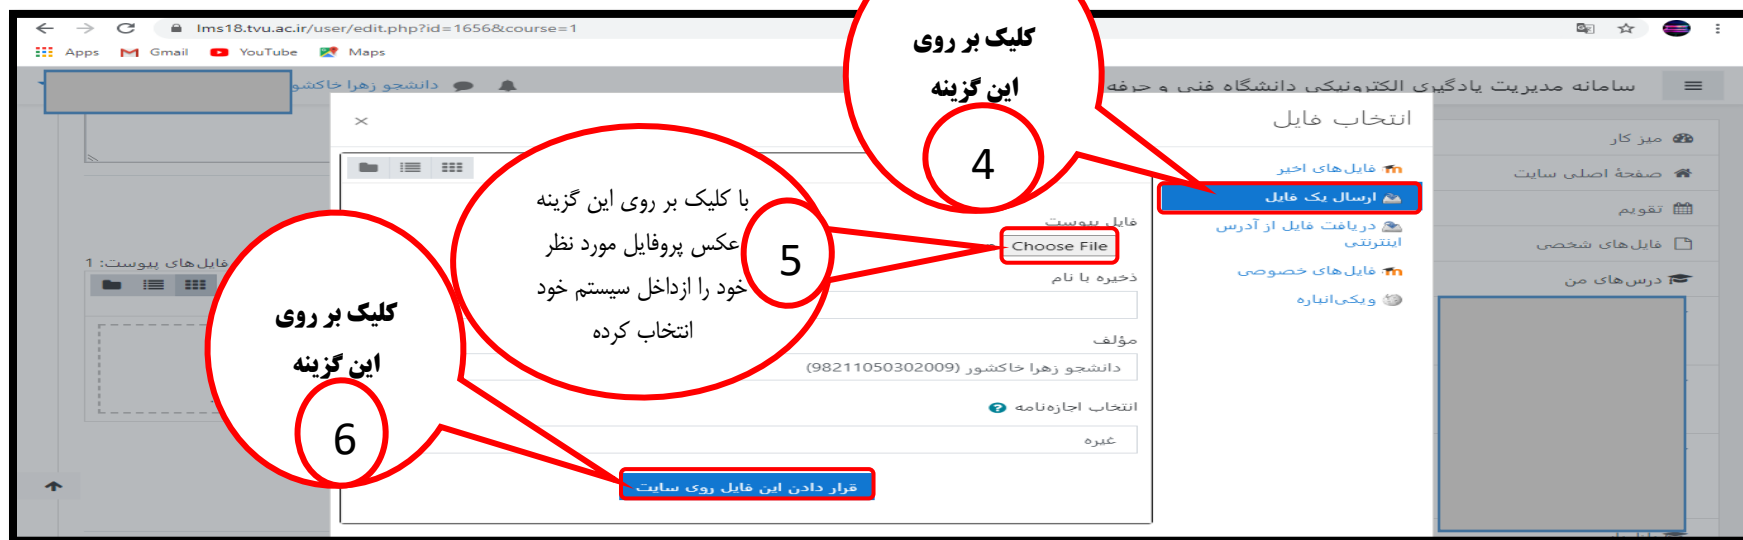 lms18.tvu.ac.ir/user/edit.php?id=1656&course=1
Apps Gmail YouTube Maps
سامانه مدیریت یادگیری الکترونیکی دانشگاه فنی و حرفه
دانشجو زهرا خاکشو
میز کار
صفحهٔ اصلی سایت
تقویم
فایل‌های شخصی
درس‌های من
انتخاب فایل
×
فایل‌های اخیر
ارسال یک فایل
دریافت فایل از آدرس
اینترنتی
فایل‌های خصوصی
ویکی‌انباره
فایل پیوست
Choose File
ذخیره با نام
مؤلف
دانشجو زهرا خاکشور (98211050302009)
انتخاب اجازه‌نامه
غیره
قرار دادن این فایل روی سایت
فایل‌های پیوست: 1
کلیک بر روی
این گزینه
4
با کلیک بر روی این گزینه
عکس پروفایل مورد نظر
خود را ازداخل سیستم خود
انتخاب کرده
5
کلیک بر روی
این گزینه
6